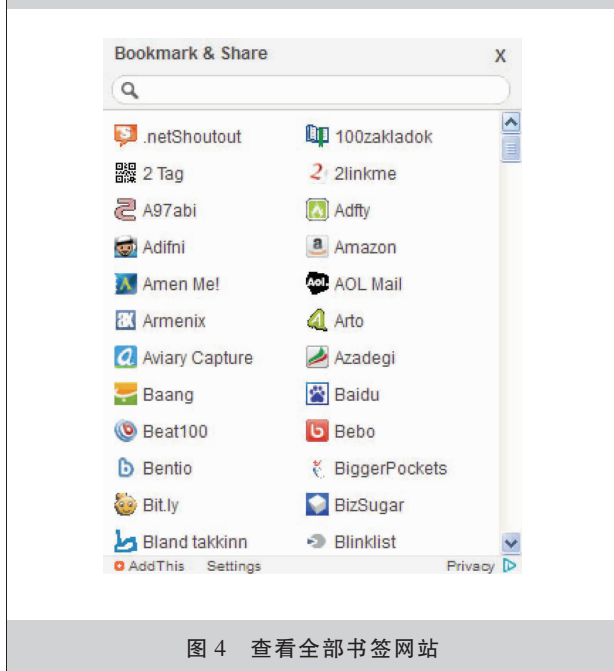 Bookmark & Share X
.netShoutout 100zakladok
2 Tag 2linkme
A97abi Adfty
Adifni Amazon
Amen Me! AOL Mail
Armenix Arto
Aviary Capture Azadegi
Baang Baidu
Beat100 Bebo
Bentio BiggerPockets
Bit.ly BizSugar
Bland takkinn Blinklist
AddThis Settings Privacy
图 4 查看全部书签网站